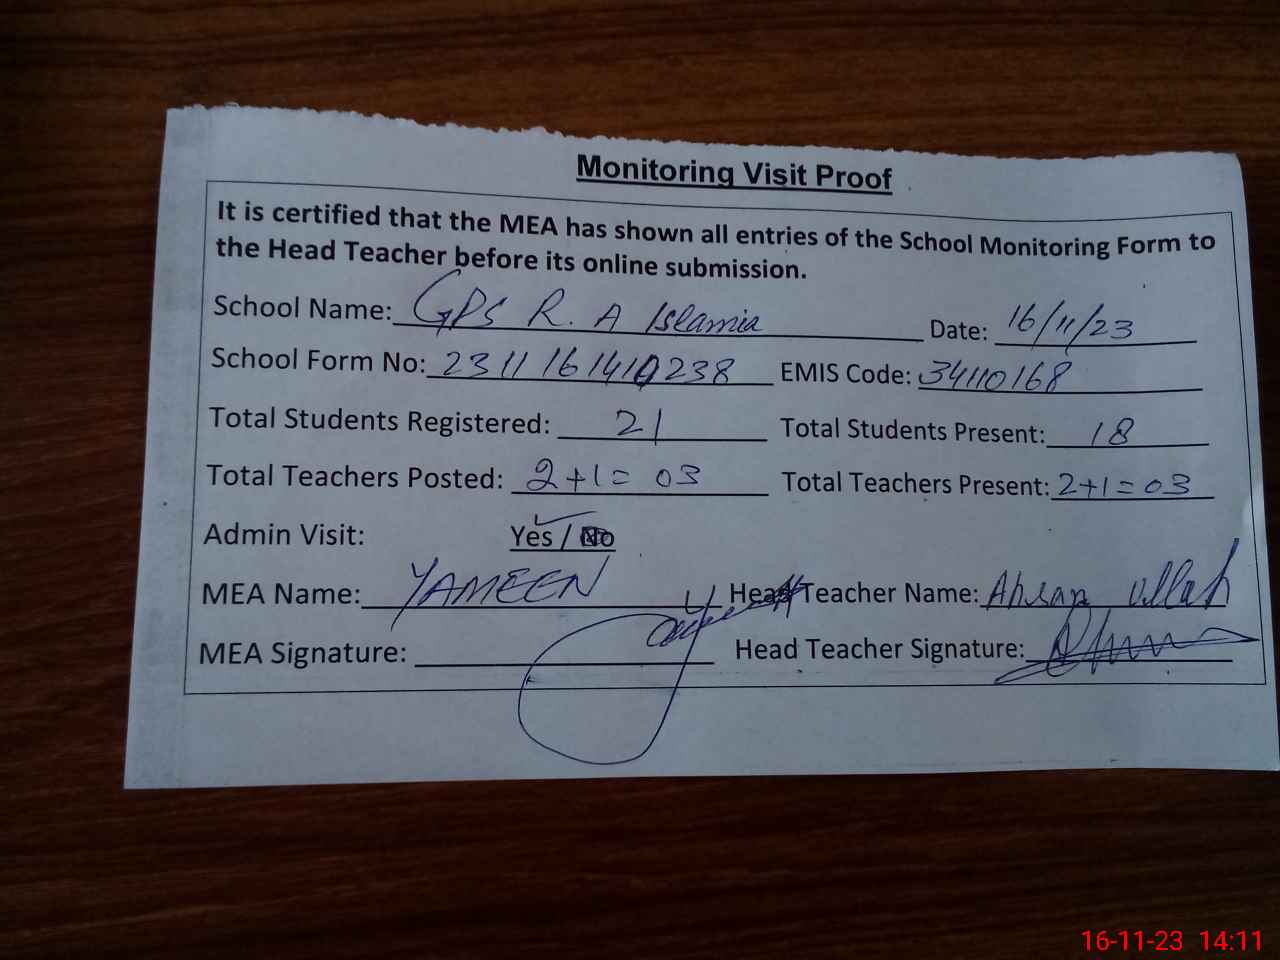 Monitoring Visit Proof
It is certified that the MEA has shown all entries of the School Monitoring Form to
the Head Teacher before its online submission.
School Name: GPS R. A Islamia Date: 16/11/23
School Form No: 2311161410238 EMIS Code: 34110168
Total Students Registered: 21 Total Students Present: 18
Total Teachers Posted: 2+1= 03 Total Teachers Present: 2+1=03
Admin Visit: Yes / No
MEA Name: YAMEEN Head Teacher Name: Ahsan ullah
MEA Signature: Head Teacher Signature:
16-11-23 14:11